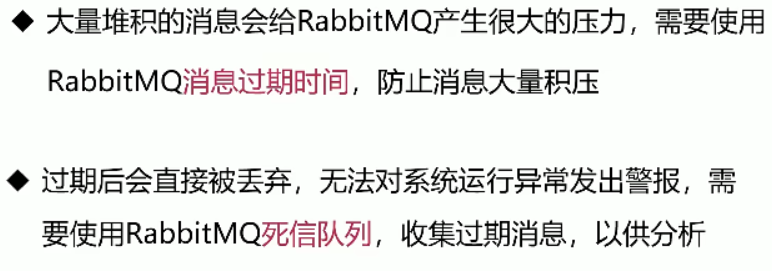 ◆ 大量堆积的消息会给RabbitMQ产生很大的压力，需要使用
RabbitMQ消息过期时间，防止消息大量积压
◆ 过期后会直接被丢弃，无法对系统运行异常发出警报，需
要使用RabbitMQ死信队列，收集过期消息，以供分析